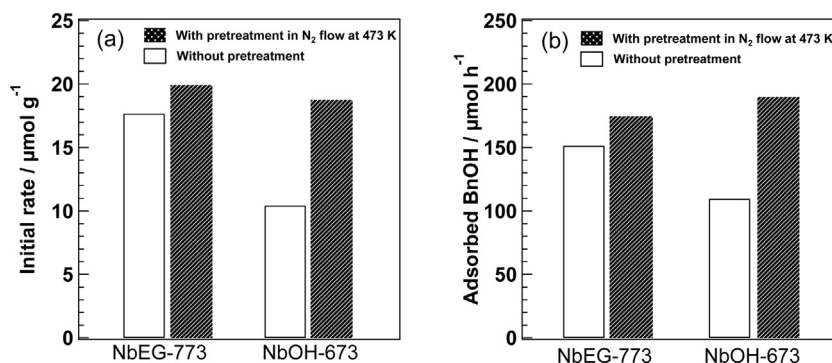 (a)
With pretreatment in N₂ flow at 473 K
Without pretreatment
Initial rate / µmol g⁻¹
25
20
15
10
5
0
NbEG-773 NbOH-673
(b)
With pretreatment in N₂ flow at 473 K
Without pretreatment
Adsorbed BnOH / µmol h⁻¹
250
200
150
100
50
0
NbEG-773 NbOH-673